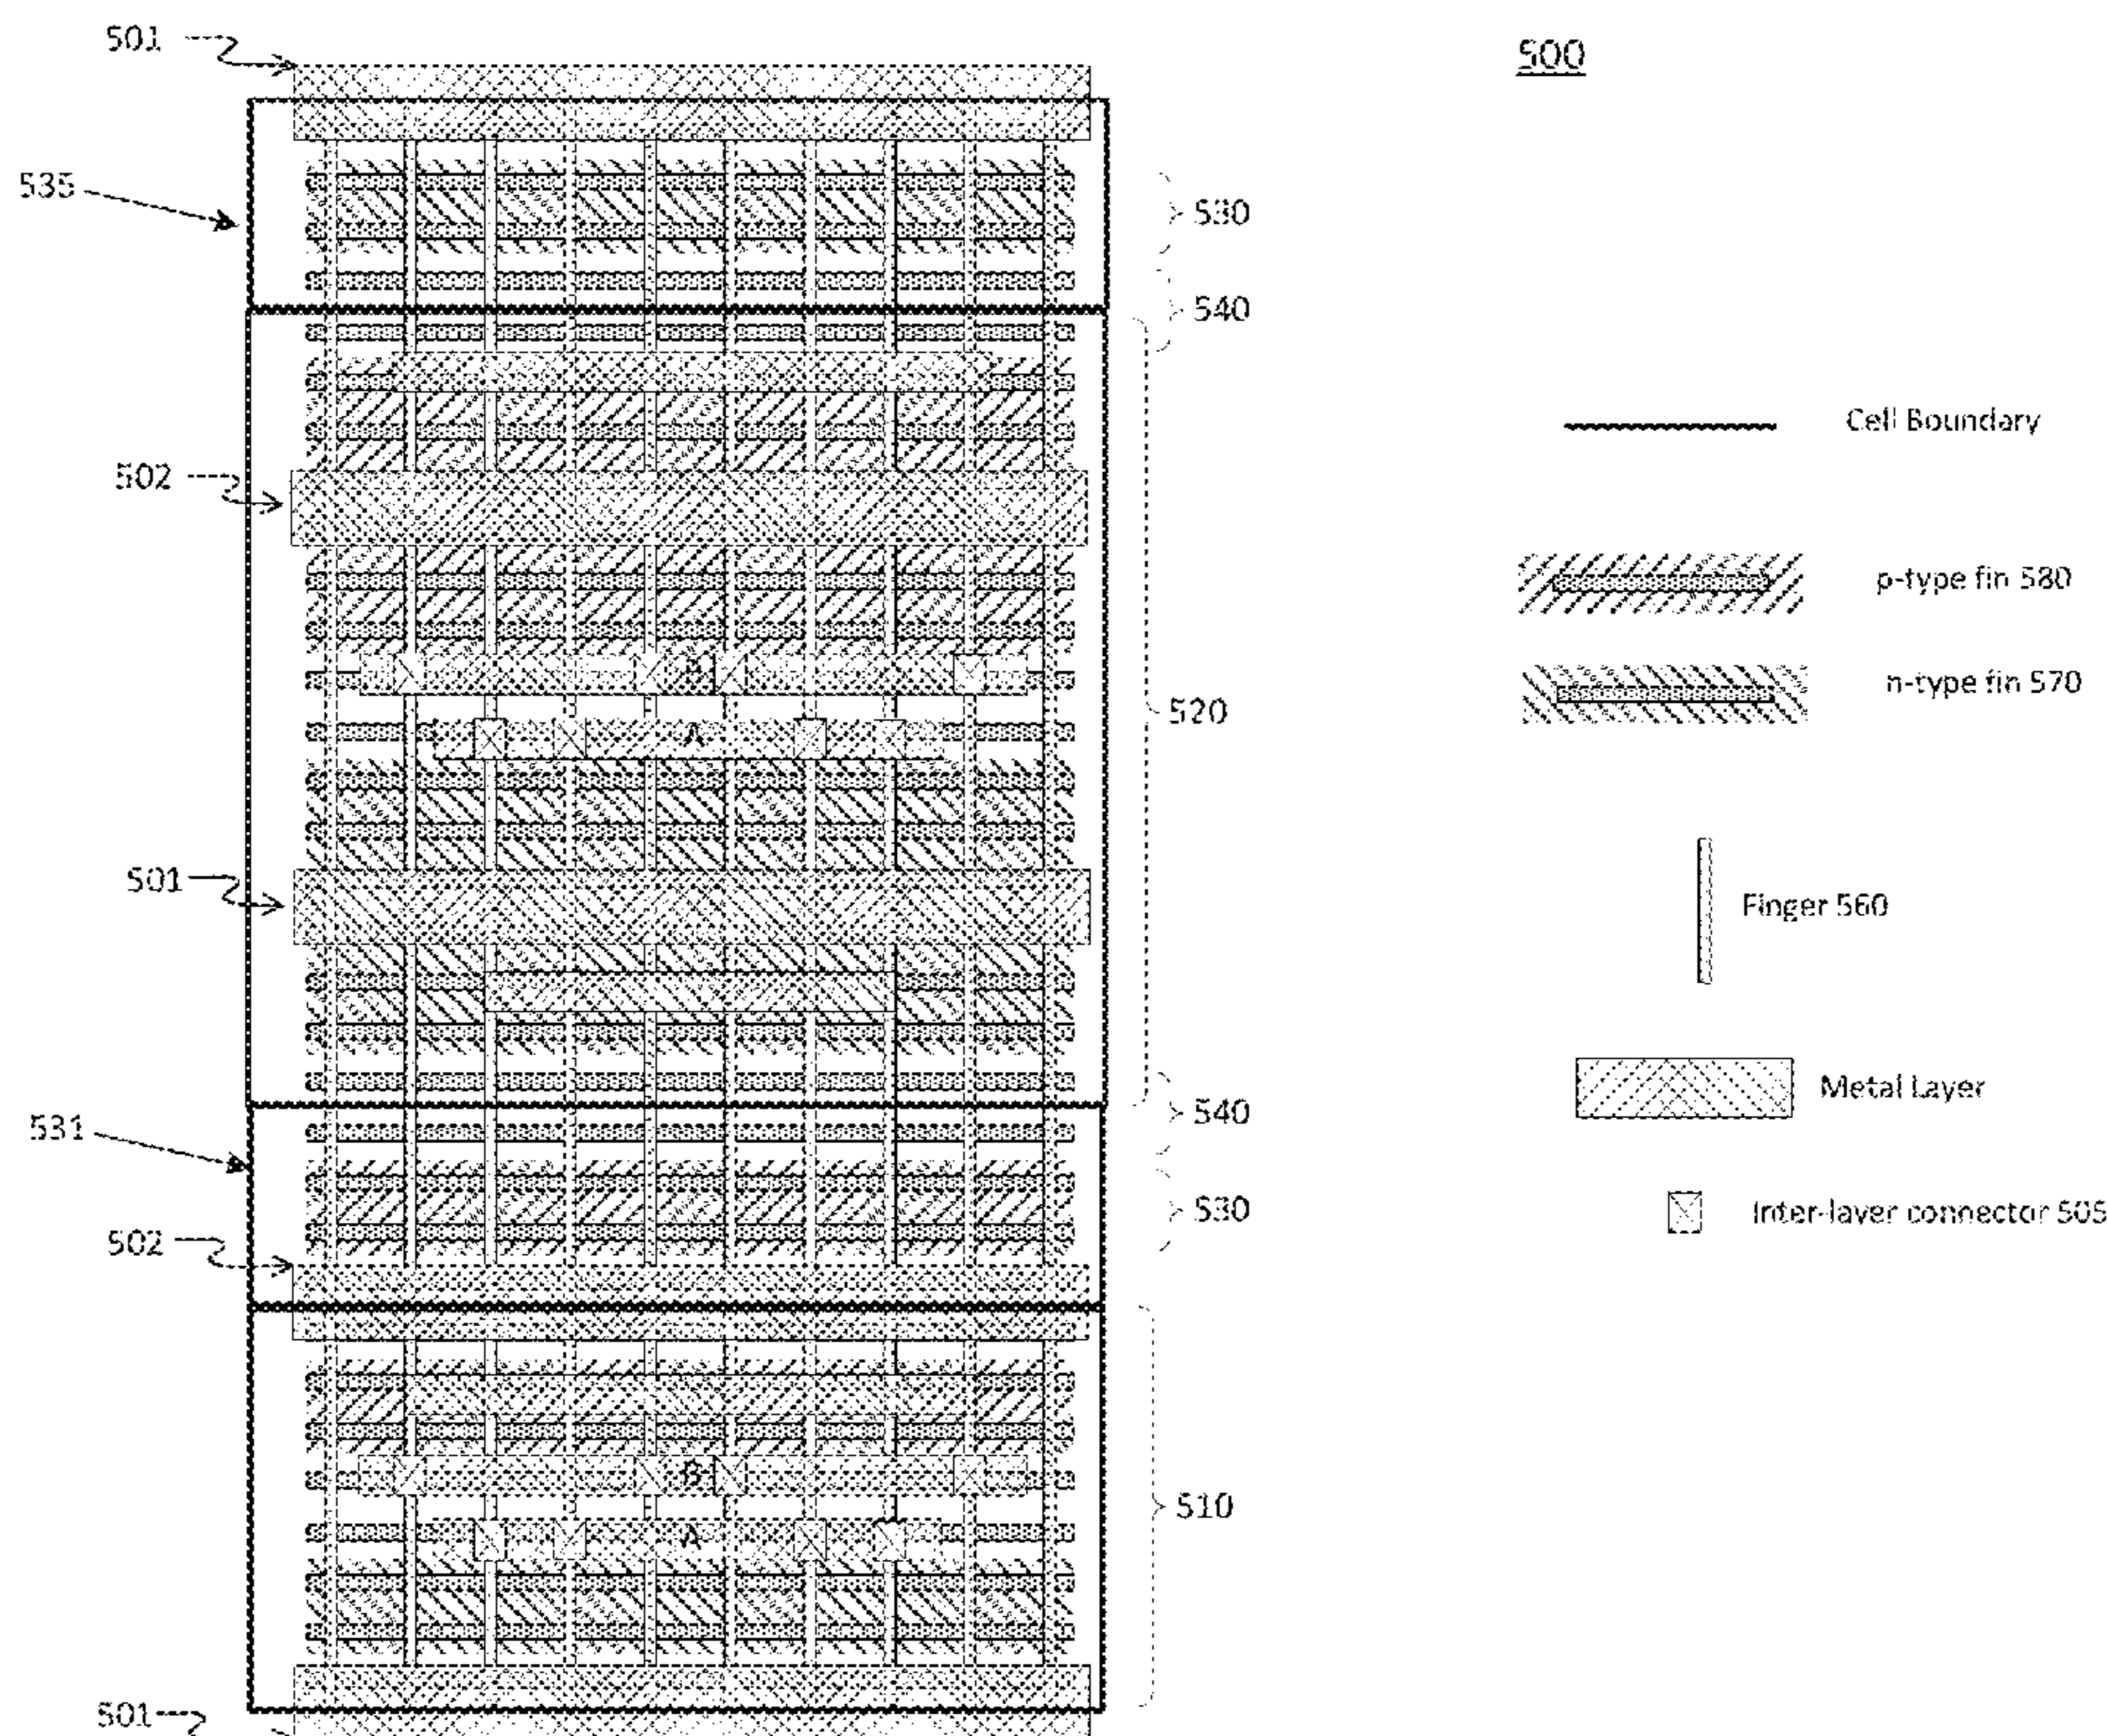 501
500
535
530
540
Cell Boundary
502
p-type fin 580
B
n-type fin 570
520
A
501
Finger 560
Metal Layer
540
531
530
Inter-layer connector 505
502
B
510
A
501